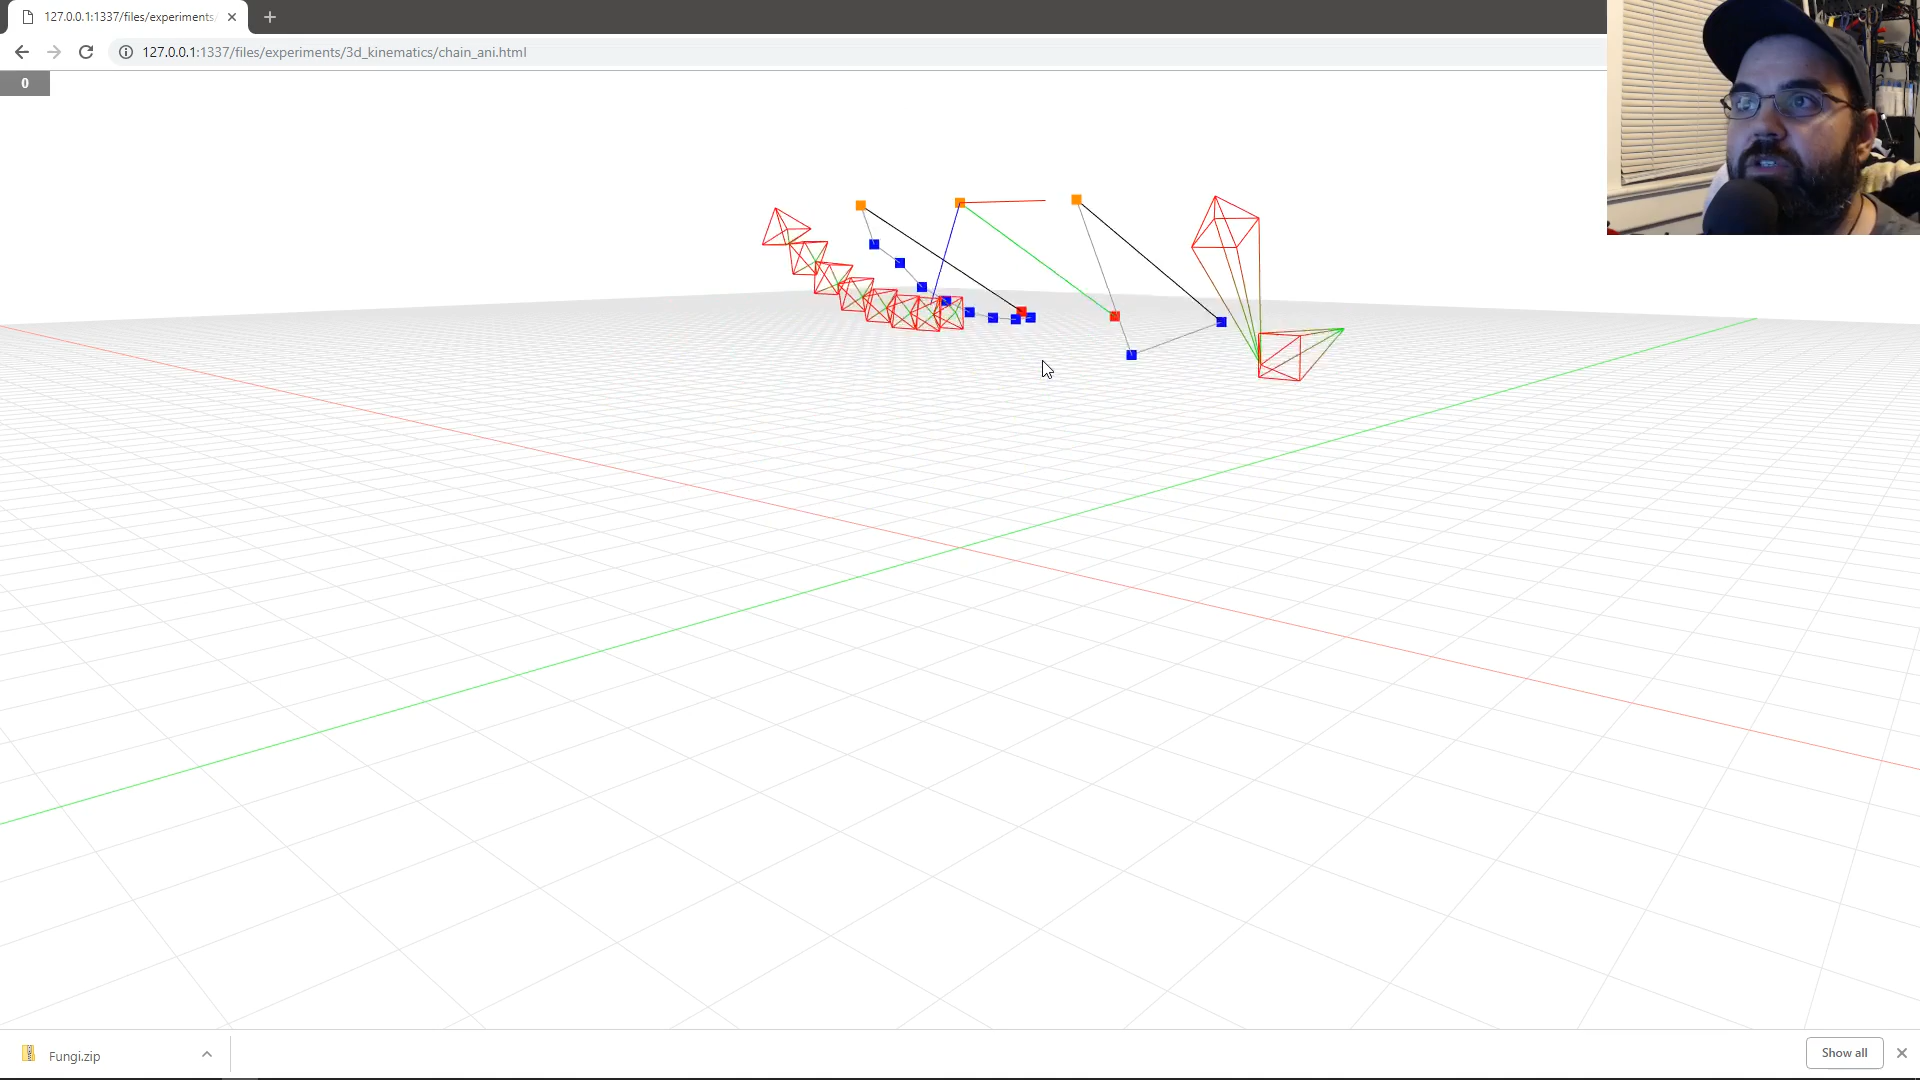 127.0.0.1:1337/files/experiments
127.0.0.1:1337/files/experiments/3d_kinematics/chain_ani.html
0
Fungi.zip
Show all